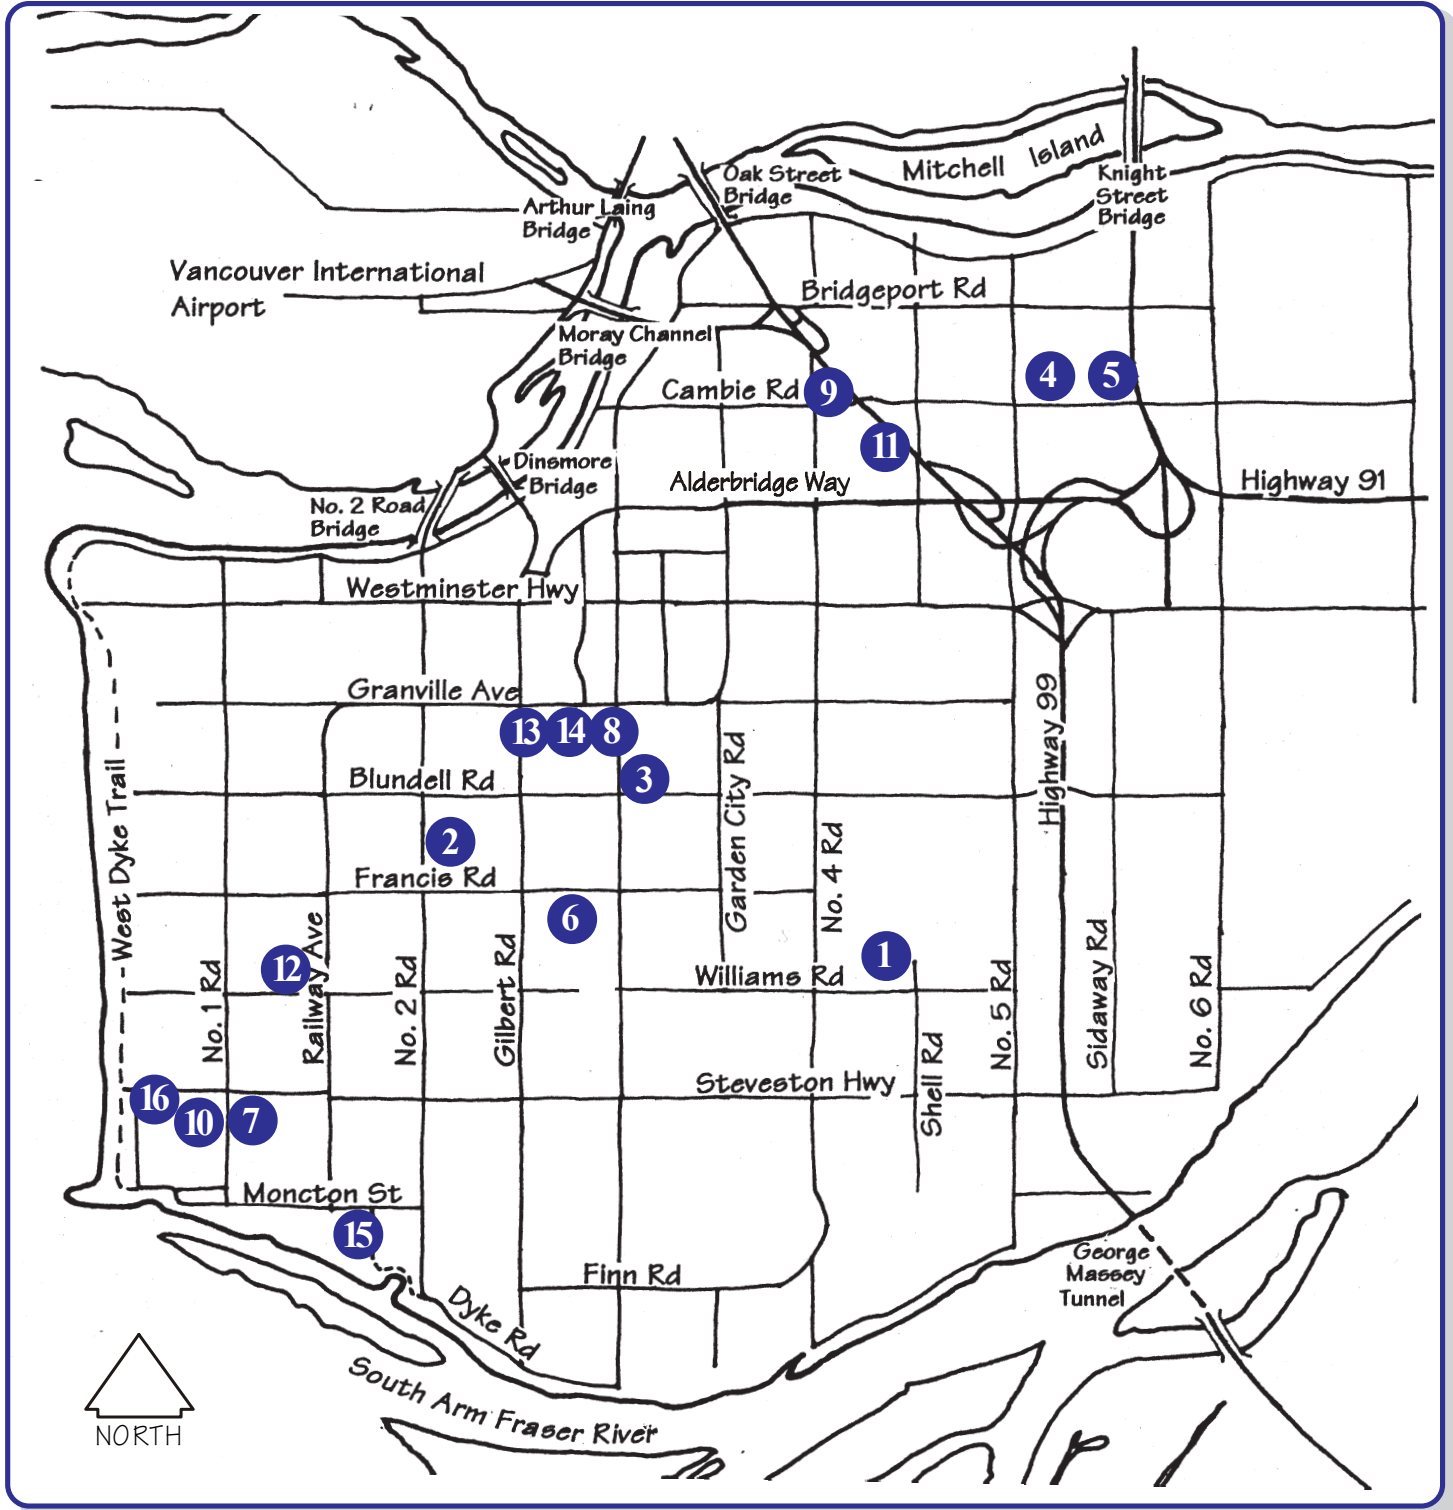 Mitchell Island
Oak Street
Bridge
Knight
Street
Bridge
Arthur Laing
Bridge
Vancouver International
Airport
Bridgeport Rd
Moray Channel
Bridge
4
5
Cambie Rd
9
11
Dinsmore
Bridge
Alderbridge Way
Highway 91
No. 2 Road
Bridge
Westminster Hwy
Granville Ave
13
14
8
3
Highway 99
Garden City Rd
West Dyke Trail
Blundell Rd
2
No. 4 Rd
Francis Rd
6
1
12
Railway Ave
No. 1 Rd
No. 2 Rd
Gilbert Rd
Williams Rd
No. 5 Rd
Sidaway Rd
No. 6 Rd
Shell Rd
Steveston Hwy
16
10
7
Moncton St
15
George
Massey
Tunnel
Finn Rd
Dyke Rd
South Arm Fraser River
NORTH